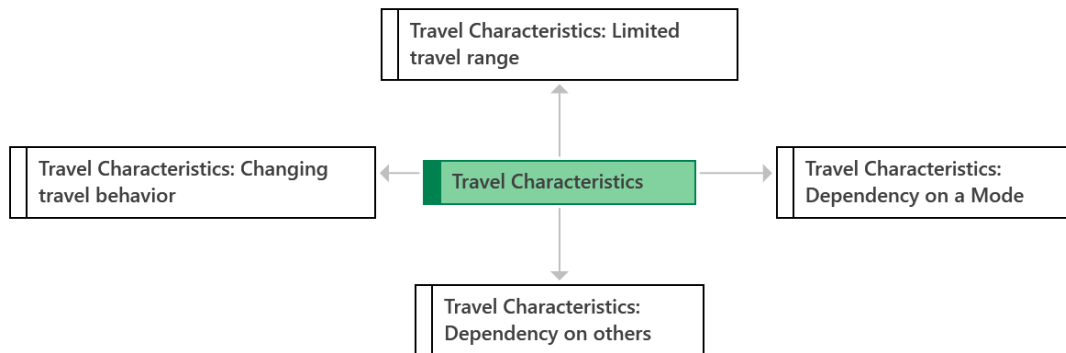 Travel Characteristics: Limited
travel range
Travel Characteristics: Changing
travel behavior
Travel Characteristics
Travel Characteristics:
Dependency on a Mode
Travel Characteristics:
Dependency on others